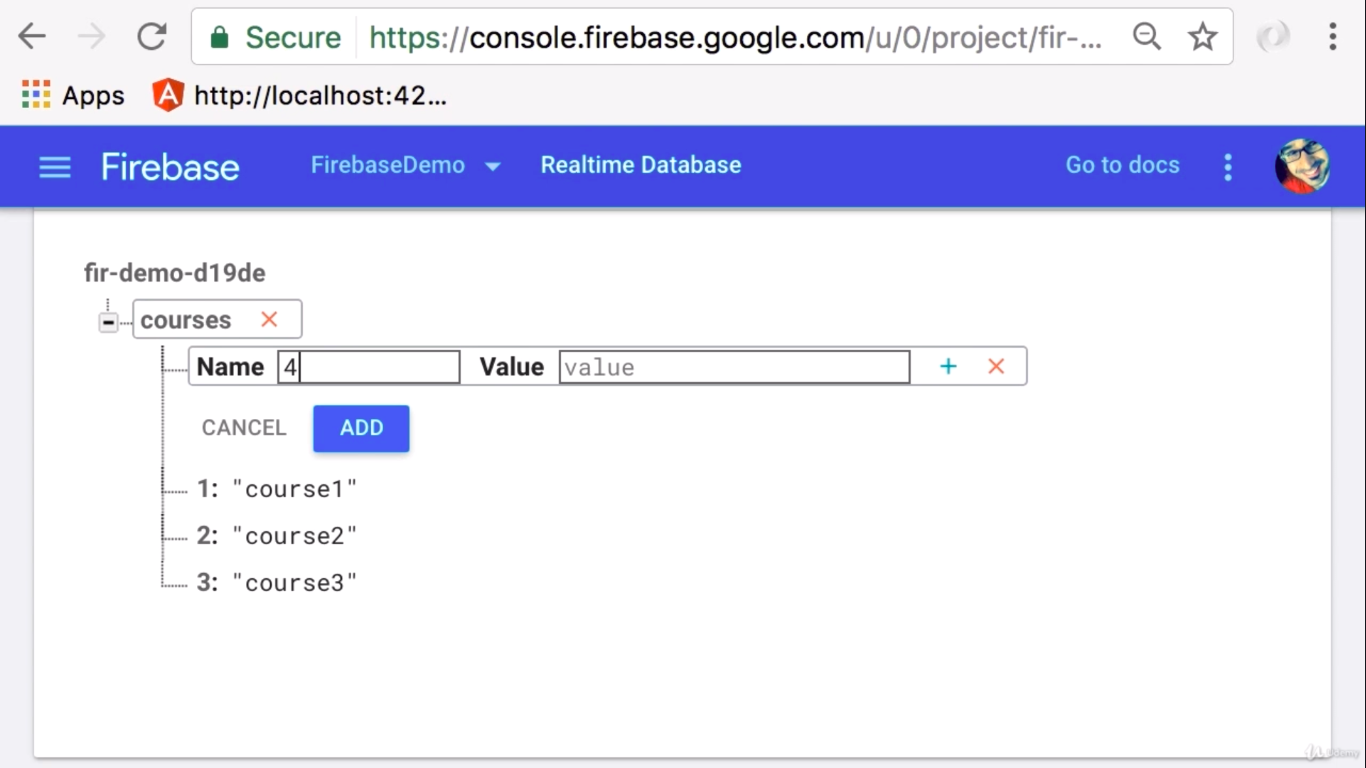 Secure https://console.firebase.google.com/u/0/project/fir-...
Apps http://localhost:42...
Firebase FirebaseDemo Realtime Database Go to docs
fir-demo-d19de
courses
Name 4 Value value
CANCEL ADD
1: "course1"
2: "course2"
3: "course3"
Udemy